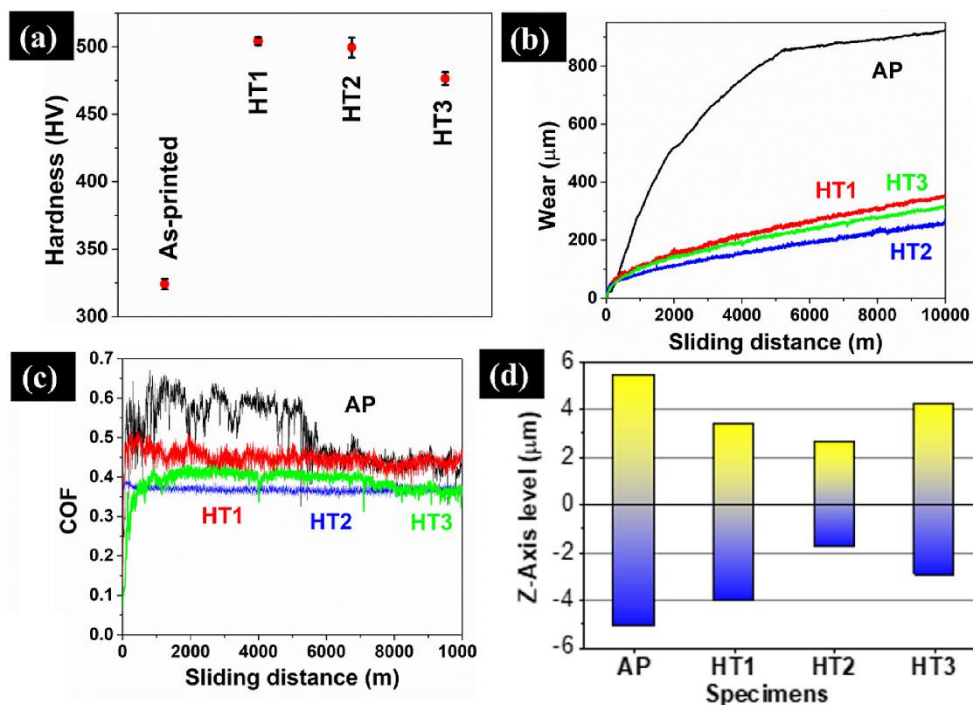 (a)
Hardness (HV)
500
450
400
350
300
As-printed
HT1
HT2
HT3
(b)
Wear (μm)
800
600
400
200
0
AP
HT1
HT3
HT2
0 2000 4000 6000 8000 10000
Sliding distance (m)
(c)
COF
0.7
0.6
0.5
0.4
0.3
0.2
0.1
0.0
AP
HT1 HT2 HT3
0 2000 4000 6000 8000 1000
Sliding distance (m)
(d)
Z-Axis level (μm)
6
4
2
0
-2
-4
-6
AP HT1 HT2 HT3
Specimens